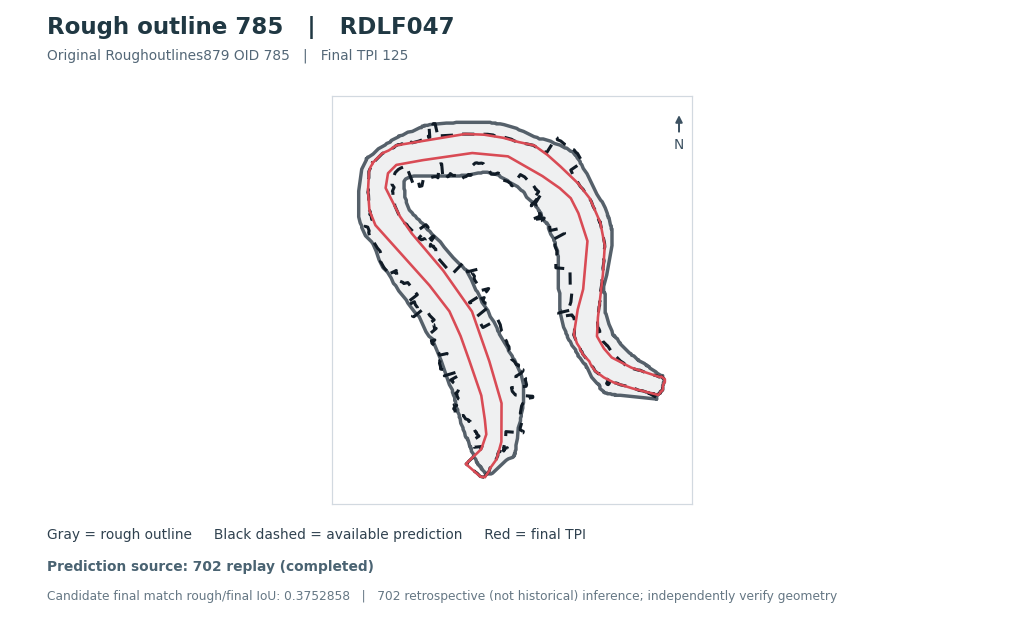 Rough outline 785   |   RDLF047
Original Roughoutlines879 OID 785   |   Final TPI 125
N
Gray = rough outline     Black dashed = available prediction     Red = final TPI
Prediction source: 702 replay (completed)
Candidate final match rough/final IoU: 0.3752858   |   702 retrospective (not historical) inference; independently verify geometry